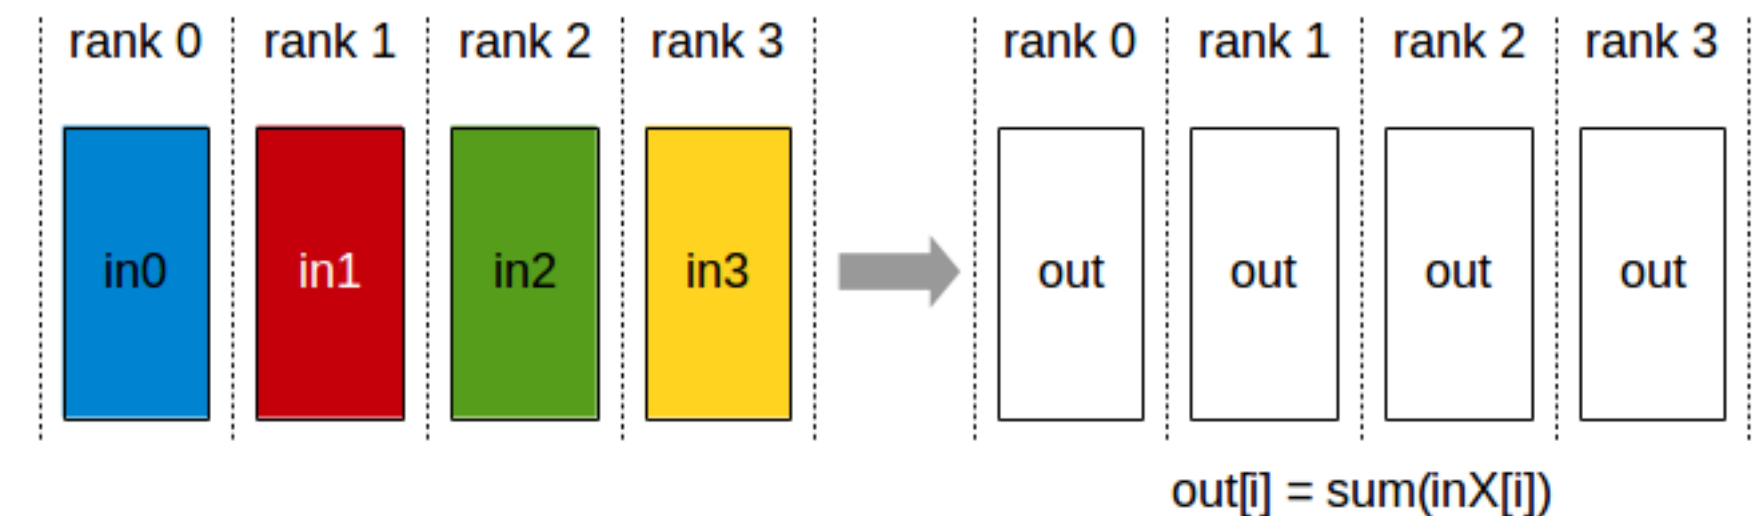 rank 0 rank 1 rank 2 rank 3 rank 0 rank 1 rank 2 rank 3
in0 in1 in2 in3 out out out out
out[i] = sum(inX[i])